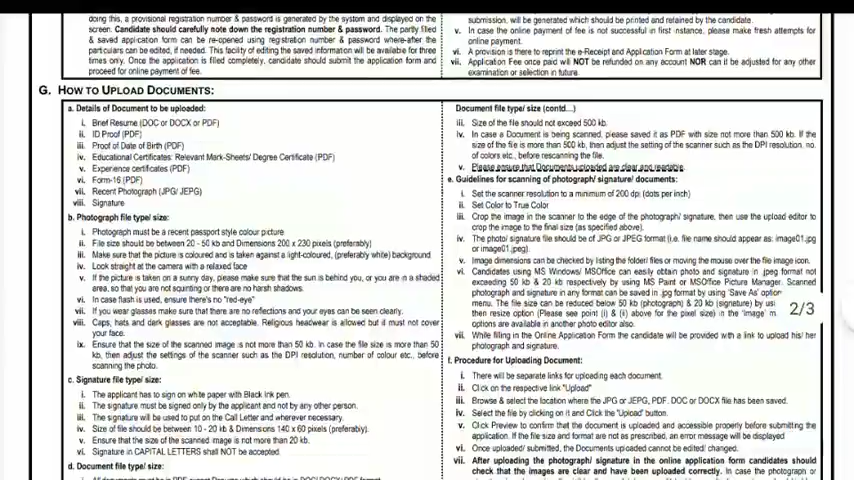 doing this, a provisional registration number & password is generated by the system and displayed on the
screen. Candidate should carefully note down the registration number & password. The partly filled
& saved application form can be re-opened using registration number & password where-after the
particulars can be edited, if needed. This facility of editing the saved information will be available for three
times only. Once the application is filled completely, candidate should submit the application form and
proceed for online payment of fee.
submission, will be generated which should be printed and retained by the candidate.
v. In case the online payment of fee is not successful in first instance, please make fresh attempts for
online payment.
vi. A provision is there to reprint the e-Receipt and Application Form at later stage.
vii. Application Fee once paid will NOT be refunded on any account NOR can it be adjusted for any other
examination or selection in future.
G. HOW TO UPLOAD DOCUMENTS:
a. Details of Document to be uploaded:
i. Brief Resume (DOC or DOCX or PDF)
ii. ID Proof (PDF)
iii. Proof of Date of Birth (PDF)
iv. Educational Certificates: Relevant Mark-Sheets/ Degree Certificate (PDF)
v. Experience certificates (PDF)
vi. Form-16 (PDF)
vii. Recent Photograph (JPG/ JEPG)
viii. Signature
b. Photograph file type/ size:
i. Photograph must be a recent passport style colour picture
ii. File size should be between 20 - 50 kb and Dimensions 200 x 230 pixels (preferably)
iii. Make sure that the picture is coloured and is taken against a light-coloured, (preferably white) background
iv. Look straight at the camera with a relaxed face
v. If the picture is taken on a sunny day, please make sure that the sun is behind you, or you are in a shaded
area, so that you are not squinting or there are no harsh shadows.
vi. In case flash is used, ensure there's no "red-eye"
vii. If you wear glasses make sure that there are no reflections and your eyes can be seen clearly.
viii. Caps, hats and dark glasses are not acceptable. Religious headwear is allowed but it must not cover
your face.
ix. Ensure that the size of the scanned image is not more than 50 kb. In case the file size is more than 50
kb, then adjust the settings of the scanner such as the DPI resolution, number of colour etc., before
scanning the photo.
c. Signature file type/ size:
i. The applicant has to sign on white paper with Black Ink pen.
ii. The signature must be signed only by the applicant and not by any other person.
iii. The signature will be used to put on the Call Letter and wherever necessary.
iv. Size of file should be between 10 - 20 kb & Dimensions 140 x 60 pixels (preferably).
v. Ensure that the size of the scanned image is not more than 20 kb.
vi. Signature in CAPITAL LETTERS shall NOT be accepted.
d. Document file type/ size:
Document file type/ size (contd...)
iii. Size of the file should not exceed 500 kb.
iv. In case a Document is being scanned, please saved it as PDF with size not more than 500 kb. If the
size of the file is more than 500 kb, then adjust the setting of the scanner such as the DPI resolution, no.
of colors etc., before rescanning the file.
v. Please ensure that Documents uploaded are clear and readable.
e. Guidelines for scanning of photograph/ signature/ documents:
i. Set the scanner resolution to a minimum of 200 dpi (dots per inch)
ii. Set Color to True Color
iii. Crop the image in the scanner to the edge of the photograph/ signature, then use the upload editor to
crop the image to the final size (as specified above).
iv. The photo/ signature file should be of JPG or JPEG format (i.e. file name should appear as: image01.jpg
or image01.jpeg).
v. Image dimensions can be checked by listing the folder/ files or moving the mouse over the file image icon.
vi. Candidates using MS Windows/ MSOffice can easily obtain photo and signature in .jpeg format not
exceeding 50 kb & 20 kb respectively by using MS Paint or MSOffice Picture Manager. Scanned
photograph and signature in any format can be saved in .jpg format by using 'Save As' option
menu. The file size can be reduced below 50 kb (photograph) & 20 kb (signature) by usi
then resize option (Please see point (i) & (ii) above for the pixel size) in the 'Image' m
options are available in another photo editor also.
vii. While filling in the Online Application Form the candidate will be provided with a link to upload his/ her
photograph and signature.
2/3
f. Procedure for Uploading Document:
i. There will be separate links for uploading each document.
ii. Click on the respective link "Upload"
iii. Browse & select the location where the JPG or JEPG, PDF, DOC or DOCX file has been saved.
iv. Select the file by clicking on it and Click the 'Upload' button.
v. Click Preview to confirm that the document is uploaded and accessible properly before submitting the
application. If the file size and format are not as prescribed, an error message will be displayed
vi. Once uploaded/ submitted, the Documents uploaded cannot be edited/ changed.
vii. After uploading the photograph/ signature in the online application form candidates should
check that the images are clear and have been uploaded correctly. In case the photograph or